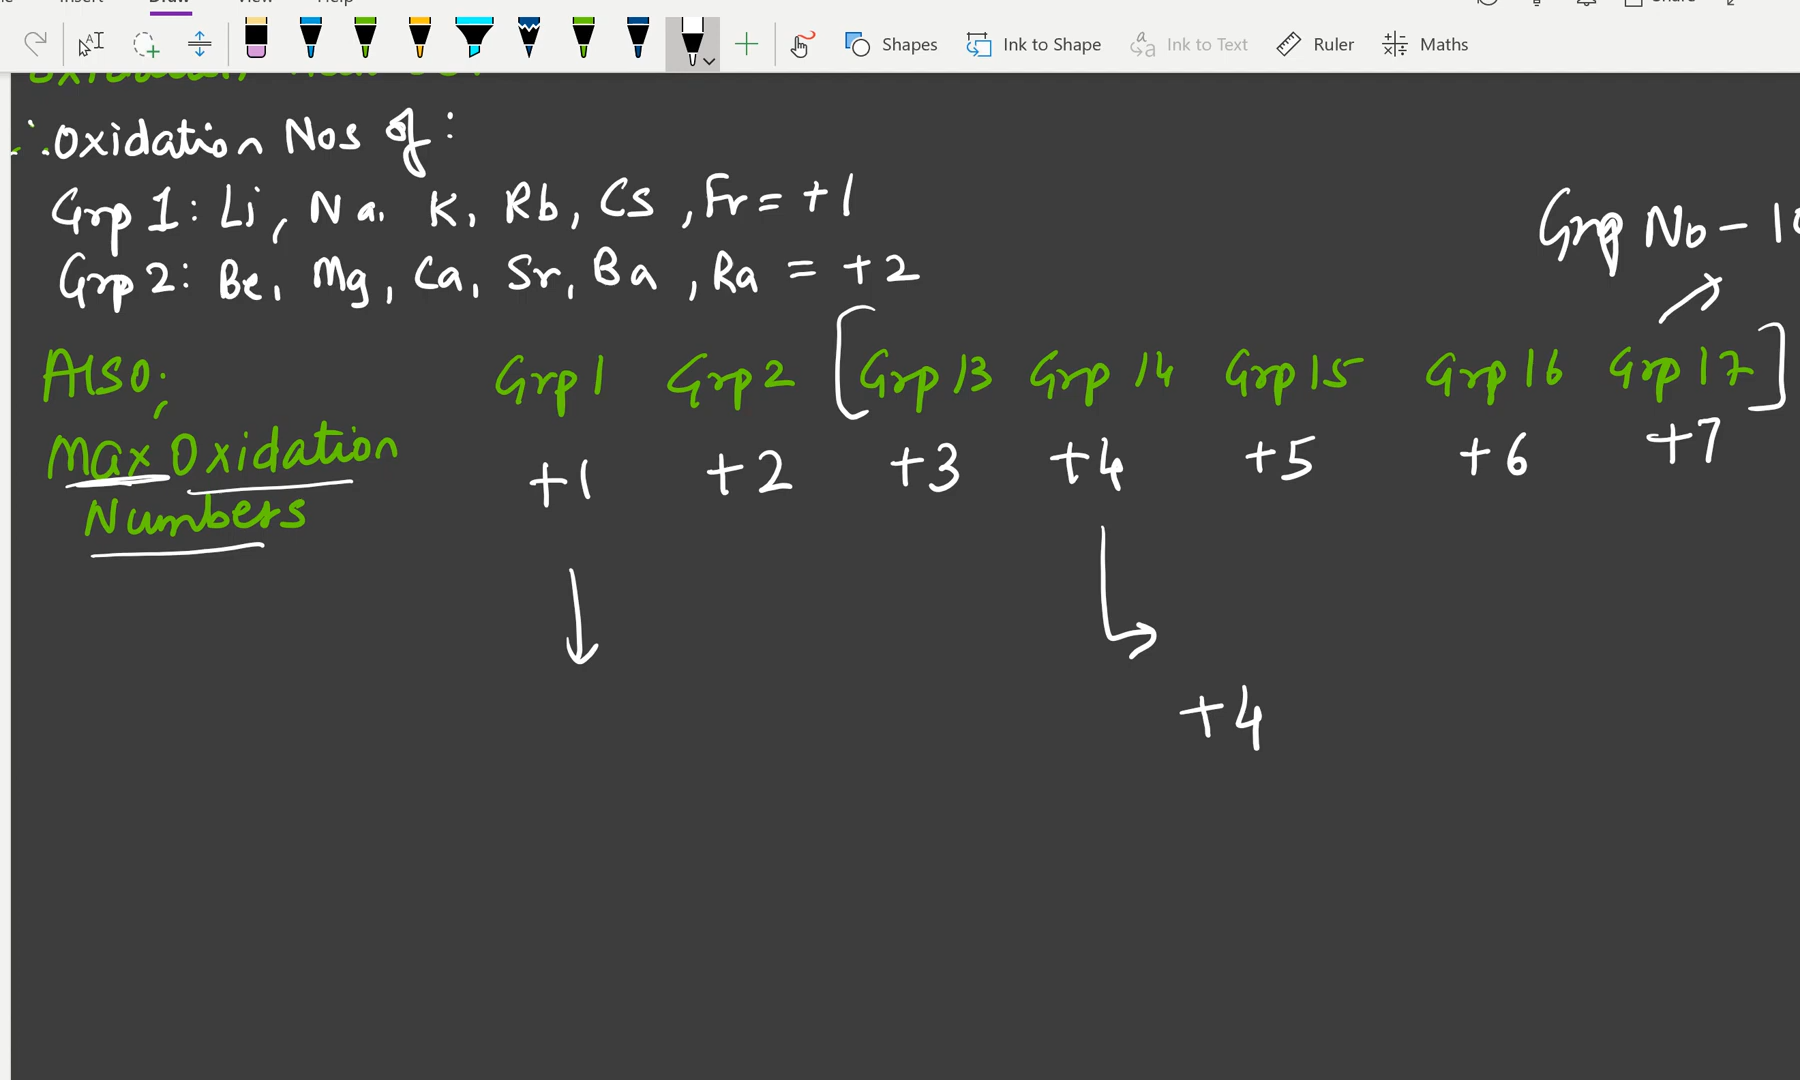 Draw
Help
Shapes Ink to Shape Ink to Text Ruler Maths
∴ Oxidation Nos of :
Grp 1 : Li, Na, K, Rb, Cs, Fr = +1
Grp 2 : Be, Mg, Ca, Sr, Ba, Ra = +2
Grp No - 10
Also; Grp 1 Grp 2 [Grp 13 Grp 14 Grp 15 Grp 16 Grp 17]
Max Oxidation +1 +2 +3 +4 +5 +6 +7
Numbers
+4